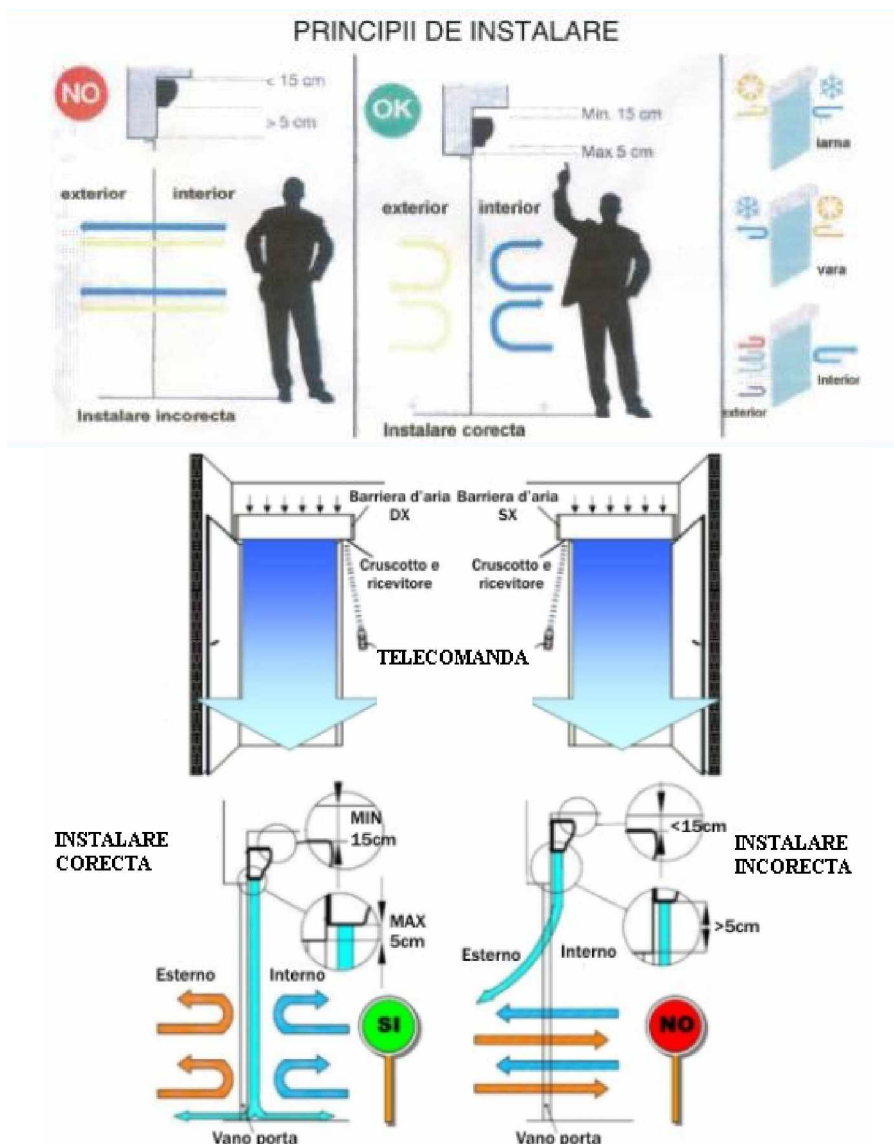 PRINCIPII DE INSTALARE
NO
< 15 cm
> 5 cm
exterior
interior
Instalare incorecta
OK
Min. 15 cm
Max 5 cm
exterior
interior
Instalare corecta
iarna
vara
exterior
Interior
Barriera d'aria
DX
Barriera d'aria
SX
Cruscotto e
ricevitore
Cruscotto e
ricevitore
TELECOMANDA
INSTALARE
CORECTA
MIN
15cm
MAX
5cm
Esterno
Interno
SI
Vano porta
<15cm
INSTALARE
INCORECTA
>5cm
Esterno
Interno
NO
Vano porta